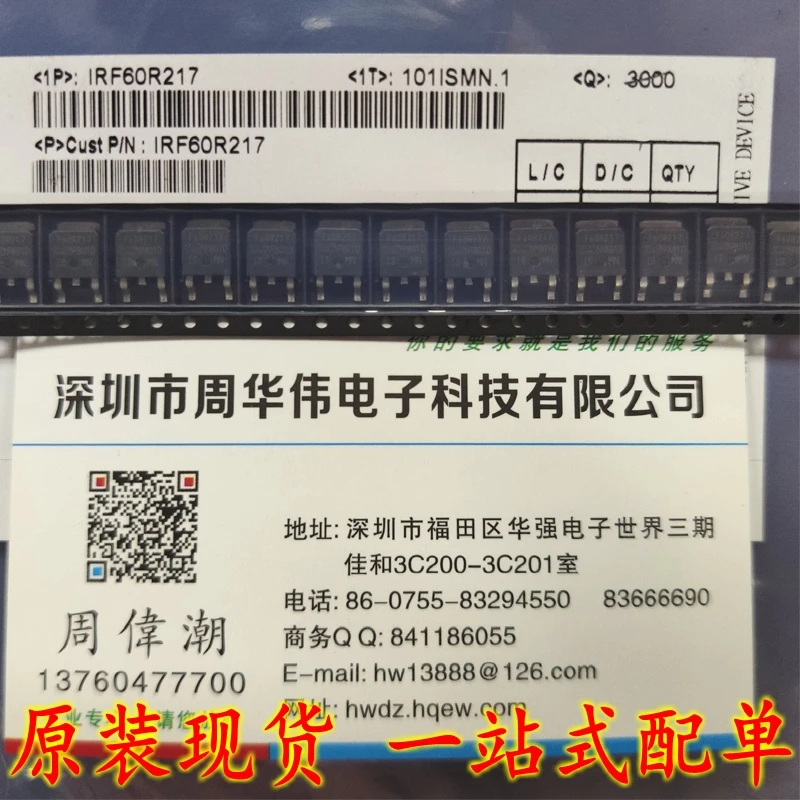 <1P>: IRF60R217 <1T>: 101ISMN.1 <Q>: 3000
<P>Cust P/N : IRF60R217
L/C D/C QTY
IVE DEVICE
你的要求就是我们的服务
深圳市周华伟电子科技有限公司
地址: 深圳市福田区华强电子世界三期
佳和3C200-3C201室
电话: 86-0755-83294550 83666690
商务QQ: 841186055
E-mail: hw13888@126.com
网址: hwdz.hqew.com
周偉潮
13760477700
原装现货 一站式配单